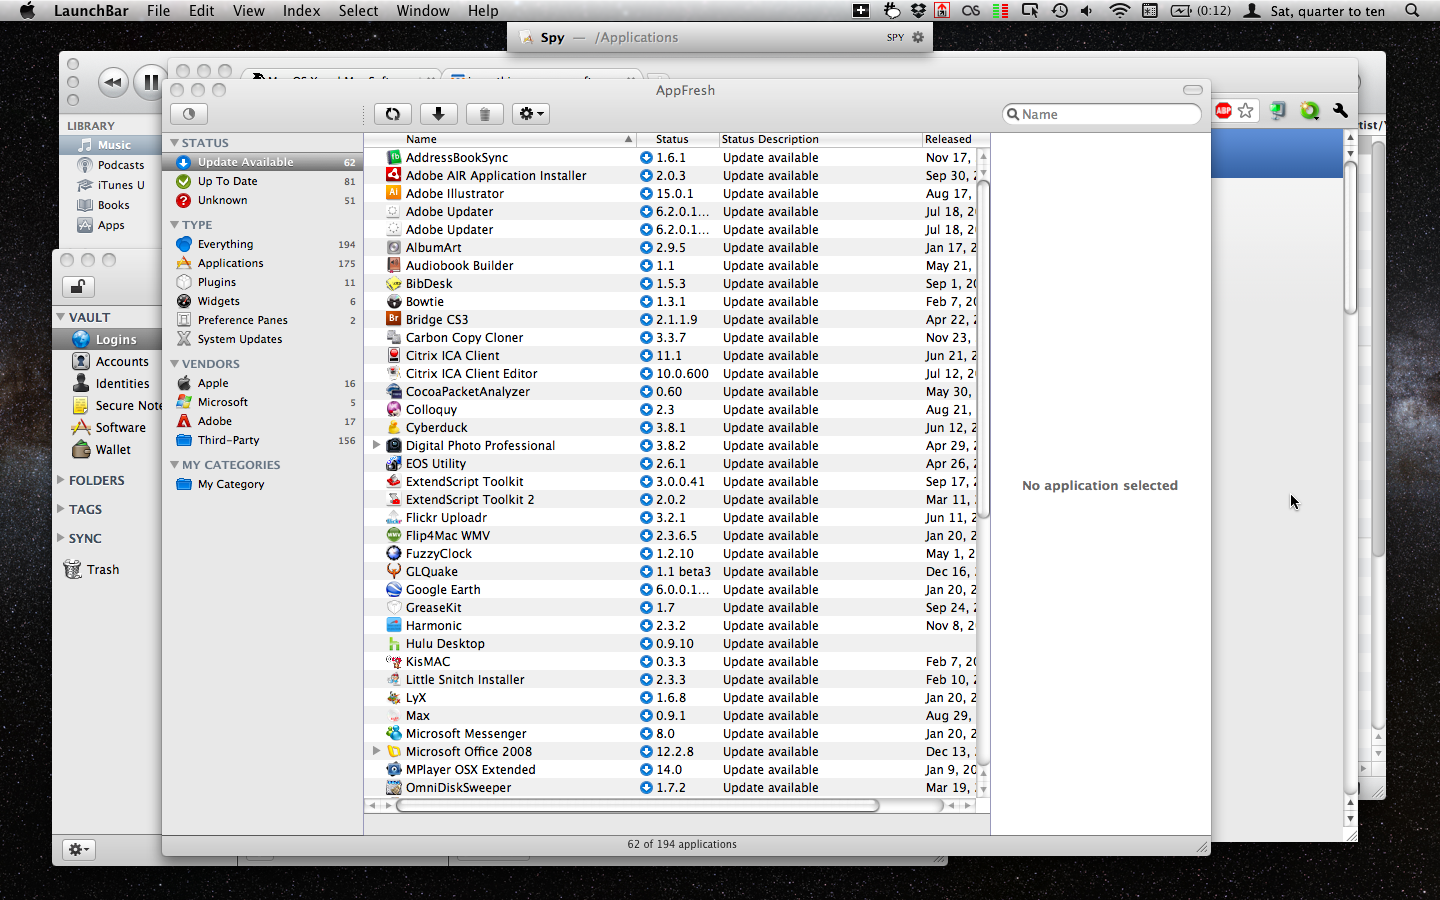 LaunchBar File Edit View Index Select Window Help (0:12) Sat, quarter to ten
Spy — /Applications SPY
AppFresh
Name
LIBRARY
Music
Podcasts
iTunes U
Books
Apps
VAULT
Logins
Accounts
Identities
Secure Note
Software
Wallet
FOLDERS
TAGS
SYNC
Trash
STATUS
Update Available 62
Up To Date 81
Unknown 51
TYPE
Everything 194
Applications 175
Plugins 11
Widgets 6
Preference Panes 2
System Updates
VENDORS
Apple 16
Microsoft 5
Adobe 17
Third-Party 156
MY CATEGORIES
My Category
Name Status Status Description Released
AddressBookSync 1.6.1 Update available Nov 17,
Adobe AIR Application Installer 2.0.3 Update available Sep 30, 2
Adobe Illustrator 15.0.1 Update available Aug 17,
Adobe Updater 6.2.0.1... Update available Jul 18, 20
Adobe Updater 6.2.0.1... Update available Jul 18, 20
AlbumArt 2.9.5 Update available Jan 17, 2
Audiobook Builder 1.1 Update available May 21,
BibDesk 1.5.3 Update available Sep 1, 20
Bowtie 1.3.1 Update available Feb 7, 20
Bridge CS3 2.1.1.9 Update available Apr 22, 2
Carbon Copy Cloner 3.3.7 Update available Nov 23,
Citrix ICA Client 11.1 Update available Jun 21, 2
Citrix ICA Client Editor 10.0.600 Update available Jul 12, 20
CocoaPacketAnalyzer 0.60 Update available May 30,
Colloquy 2.3 Update available Aug 21,
Cyberduck 3.8.1 Update available Jun 12, 2
Digital Photo Professional 3.8.2 Update available Apr 29, 2
EOS Utility 2.6.1 Update available Apr 26, 2
ExtendScript Toolkit 3.0.0.41 Update available Sep 17, 2
ExtendScript Toolkit 2 2.0.2 Update available Mar 11,
Flickr Uploadr 3.2.1 Update available Jun 11, 2
Flip4Mac WMV 2.3.6.5 Update available Jan 20, 2
FuzzyClock 1.2.10 Update available May 1, 2
GLQuake 1.1 beta3 Update available Dec 16,
Google Earth 6.0.0.1... Update available Jan 20, 2
GreaseKit 1.7 Update available Sep 24, 2
Harmonic 2.3.2 Update available Nov 8, 20
Hulu Desktop 0.9.10 Update available
KisMAC 0.3.3 Update available Feb 7, 20
Little Snitch Installer 2.3.3 Update available Feb 10, 2
LyX 1.6.8 Update available Jan 20, 2
Max 0.9.1 Update available Aug 29,
Microsoft Messenger 8.0 Update available Jan 20, 2
Microsoft Office 2008 12.2.8 Update available Dec 13,
MPlayer OSX Extended 14.0 Update available Jan 9, 20
OmniDiskSweeper 1.7.2 Update available Mar 19,
No application selected
62 of 194 applications